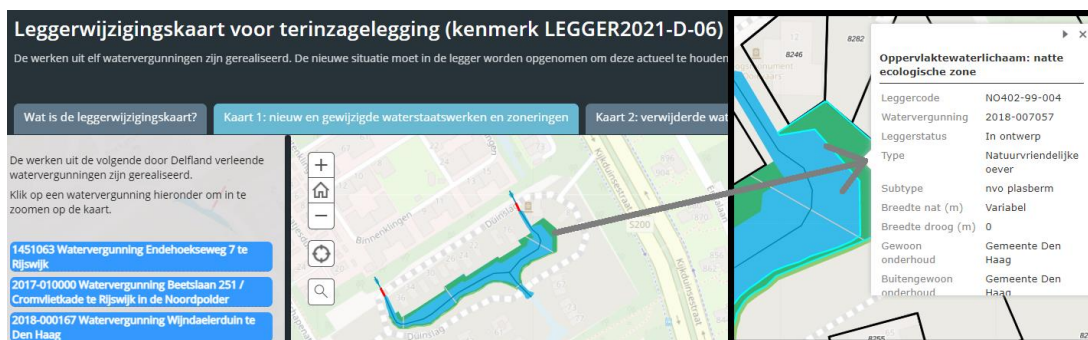 Leggerwijzigingskaart voor terinzagelegging (kenmerk LEGGER2021-D-06)
De werken uit elf watervergunningen zijn gerealiseerd. De nieuwe situatie moet in de legger worden opgenomen om deze actueel te houden
Wat is de leggerwijzigingskaart?
Kaart 1: nieuw en gewijzigde waterstaatswerken en zoneringen
Kaart 2: verwijderde wat
De werken uit de volgende door Delfland verleende
watervergunningen zijn gerealiseerd.
Klik op een watervergunning hieronder om in te
zoomen op de kaart.
1451063 Watervergunning Endehoekseweg 7 te
Rijswijk
2017-010000 Watervergunning Beetslaan 251 /
Cromvlietkade te Rijswijk in de Noordpolder
2018-000167 Watervergunning Wijndaelerduin te
Den Haag
Binnenklingen
Duinslag
Duinslag
Kijkduinsestraat
S200
8246
8282
8255
82
Oppervlaktewaterlichaam: natte
ecologische zone
Leggercode NO402-99-004
Watervergunning 2018-007057
Leggerstatus In ontwerp
Type Natuurvriendelijke
oever
Subtype nvo plasberm
Breedte nat (m) Variabel
Breedte droog (m) 0
Gewoon Gemeente Den
onderhoud Haag
Buitengewoon Gemeente Den
onderhoud Haag